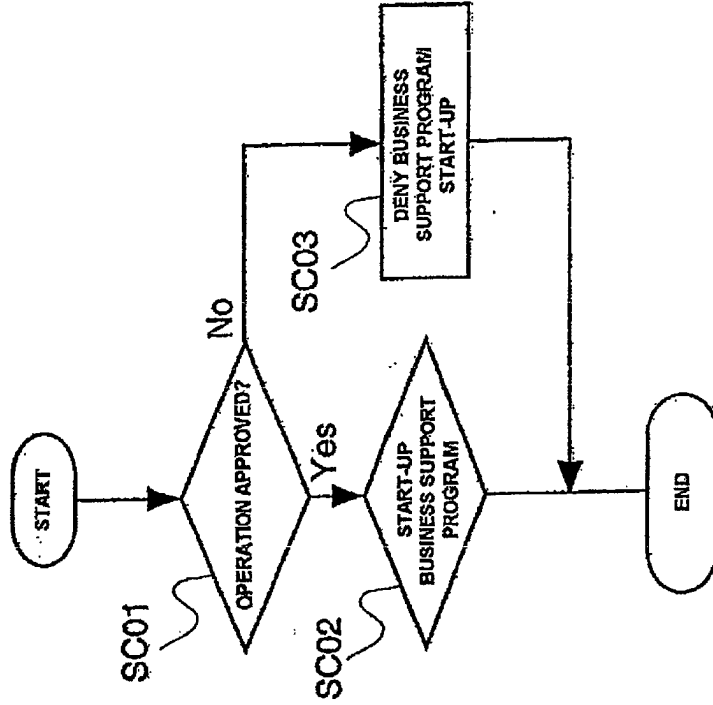 START
SC01
OPERATION APPROVED?
No
Yes
SC02
START-UP
BUSINESS SUPPORT
PROGRAM
SC03
DENY BUSINESS
SUPPORT PROGRAM
START-UP
END